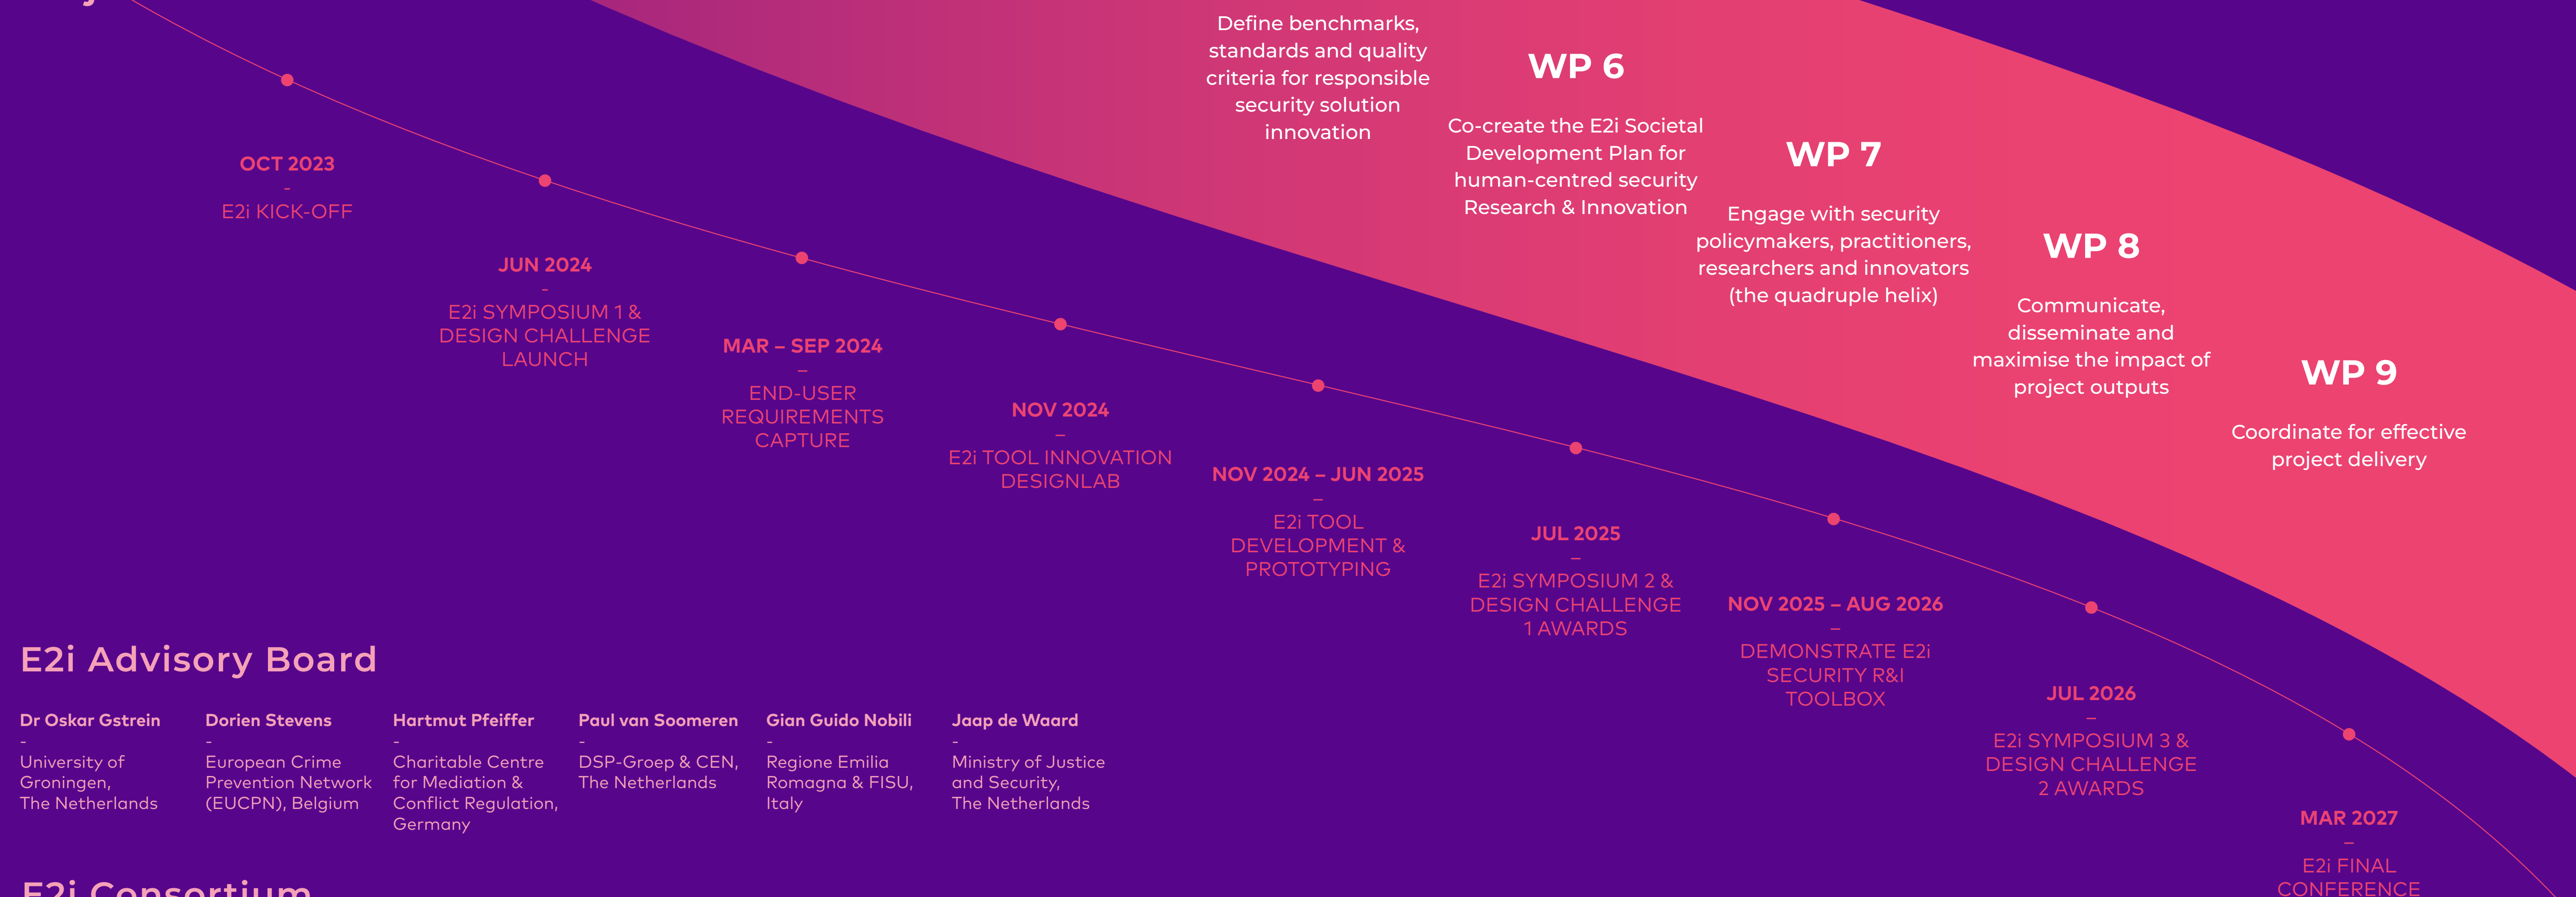 Define benchmarks,
standards and quality
criteria for responsible
security solution
innovation
WP 6
Co-create the E2i Societal
Development Plan for
human-centred security
Research & Innovation
WP 7
Engage with security
policymakers, practitioners,
researchers and innovators
(the quadruple helix)
WP 8
Communicate,
disseminate and
maximise the impact of
project outputs
WP 9
Coordinate for effective
project delivery
OCT 2023
-
E2i KICK-OFF
JUN 2024
-
E2i SYMPOSIUM 1 &
DESIGN CHALLENGE
LAUNCH
MAR – SEP 2024
–
END-USER
REQUIREMENTS
CAPTURE
NOV 2024
–
E2i TOOL INNOVATION
DESIGNLAB
NOV 2024 – JUN 2025
–
E2i TOOL
DEVELOPMENT &
PROTOTYPING
JUL 2025
–
E2i SYMPOSIUM 2 &
DESIGN CHALLENGE
1 AWARDS
NOV 2025 – AUG 2026
–
DEMONSTRATE E2i
SECURITY R&I
TOOLBOX
JUL 2026
–
E2i SYMPOSIUM 3 &
DESIGN CHALLENGE
2 AWARDS
MAR 2027
–
E2i FINAL
CONFERENCE
E2i Advisory Board
Dr Oskar Gstrein
-
University of
Groningen,
The Netherlands
Dorien Stevens
-
European Crime
Prevention Network
(EUCPN), Belgium
Hartmut Pfeiffer
-
Charitable Centre
for Mediation &
Conflict Regulation,
Germany
Paul van Soomeren
-
DSP-Groep & CEN,
The Netherlands
Gian Guido Nobili
-
Regione Emilia
Romagna & FISU,
Italy
Jaap de Waard
-
Ministry of Justice
and Security,
The Netherlands
E2i Consortium